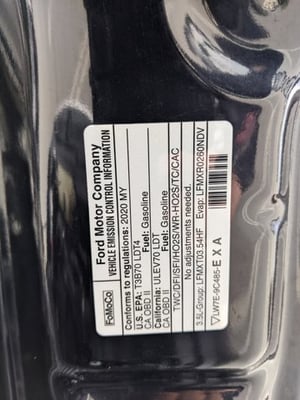 FoMoCo
Ford Motor Company
VEHICLE EMISSION CONTROL INFORMATION
Conforms to regulations: 2020 MY
U.S. EPA: T3B70 LDT4 Fuel: Gasoline
CA OBD II
California: ULEV70 LDT Fuel: Gasoline
CA OBD II
TWC/DFI/SFI/HO2S/WR-HO2S/TC/CAC
No adjustments needed.
3.5L-Group: LFMXT03.54HF Evap: LFMXR0260NDV
LW7E-9C485-EXA